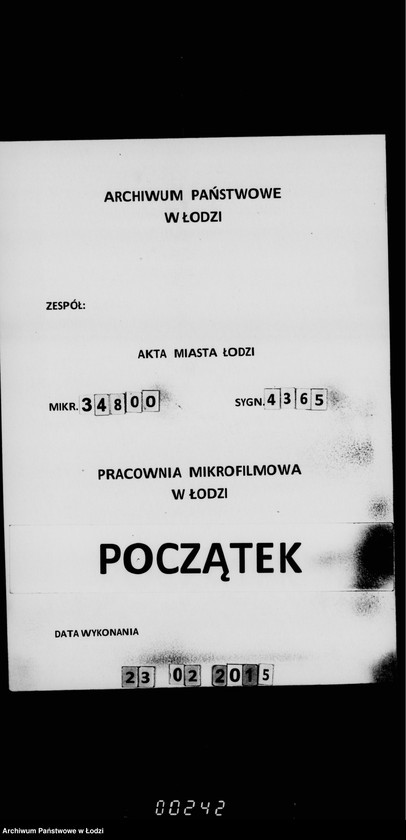 ARCHIWUM PAŃSTWOWE
W ŁODZI
ZESPÓŁ:
AKTA MIASTA ŁODZI
MIKR. 34800 SYGN. 4365
PRACOWNIA MIKROFILMOWA
W ŁODZI
POCZĄTEK
DATA WYKONANIA
23 02 2015
00242
Archiwum Państwowe w Łodzi